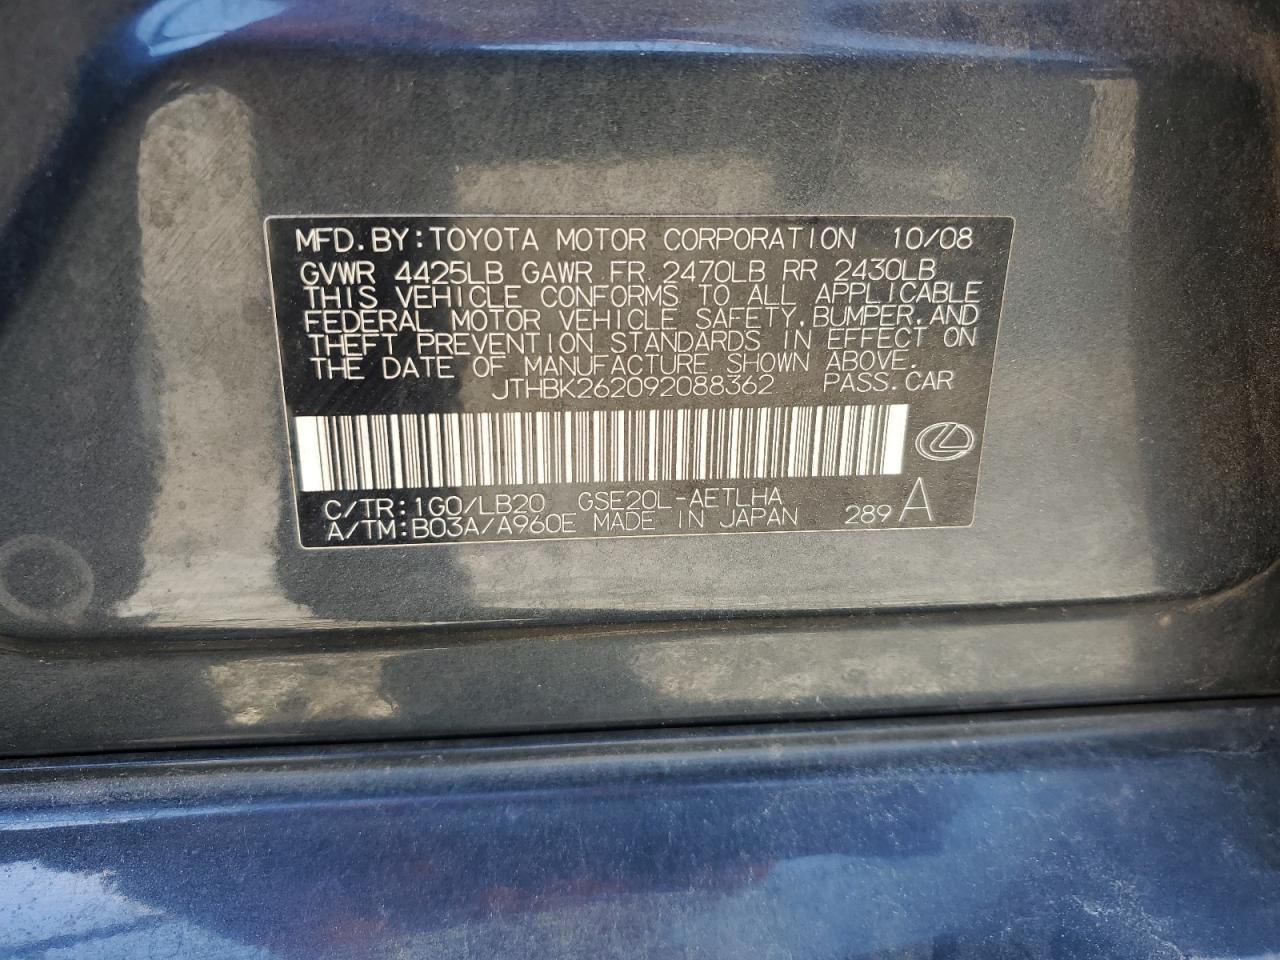 MFD.BY:TOYOTA MOTOR CORPORATION 10/08
GVWR 4425LB GAWR FR 2470LB RR 2430LB
THIS VEHICLE CONFORMS TO ALL APPLICABLE
FEDERAL MOTOR VEHICLE SAFETY,BUMPER,AND
THEFT PREVENTION STANDARDS IN EFFECT ON
THE DATE OF MANUFACTURE SHOWN ABOVE.
JTHBK262092088362 PASS.CAR
C/TR:1G0/LB20 GSE20L-AETLHA
A/TM:B03A/A960E MADE IN JAPAN 289 A